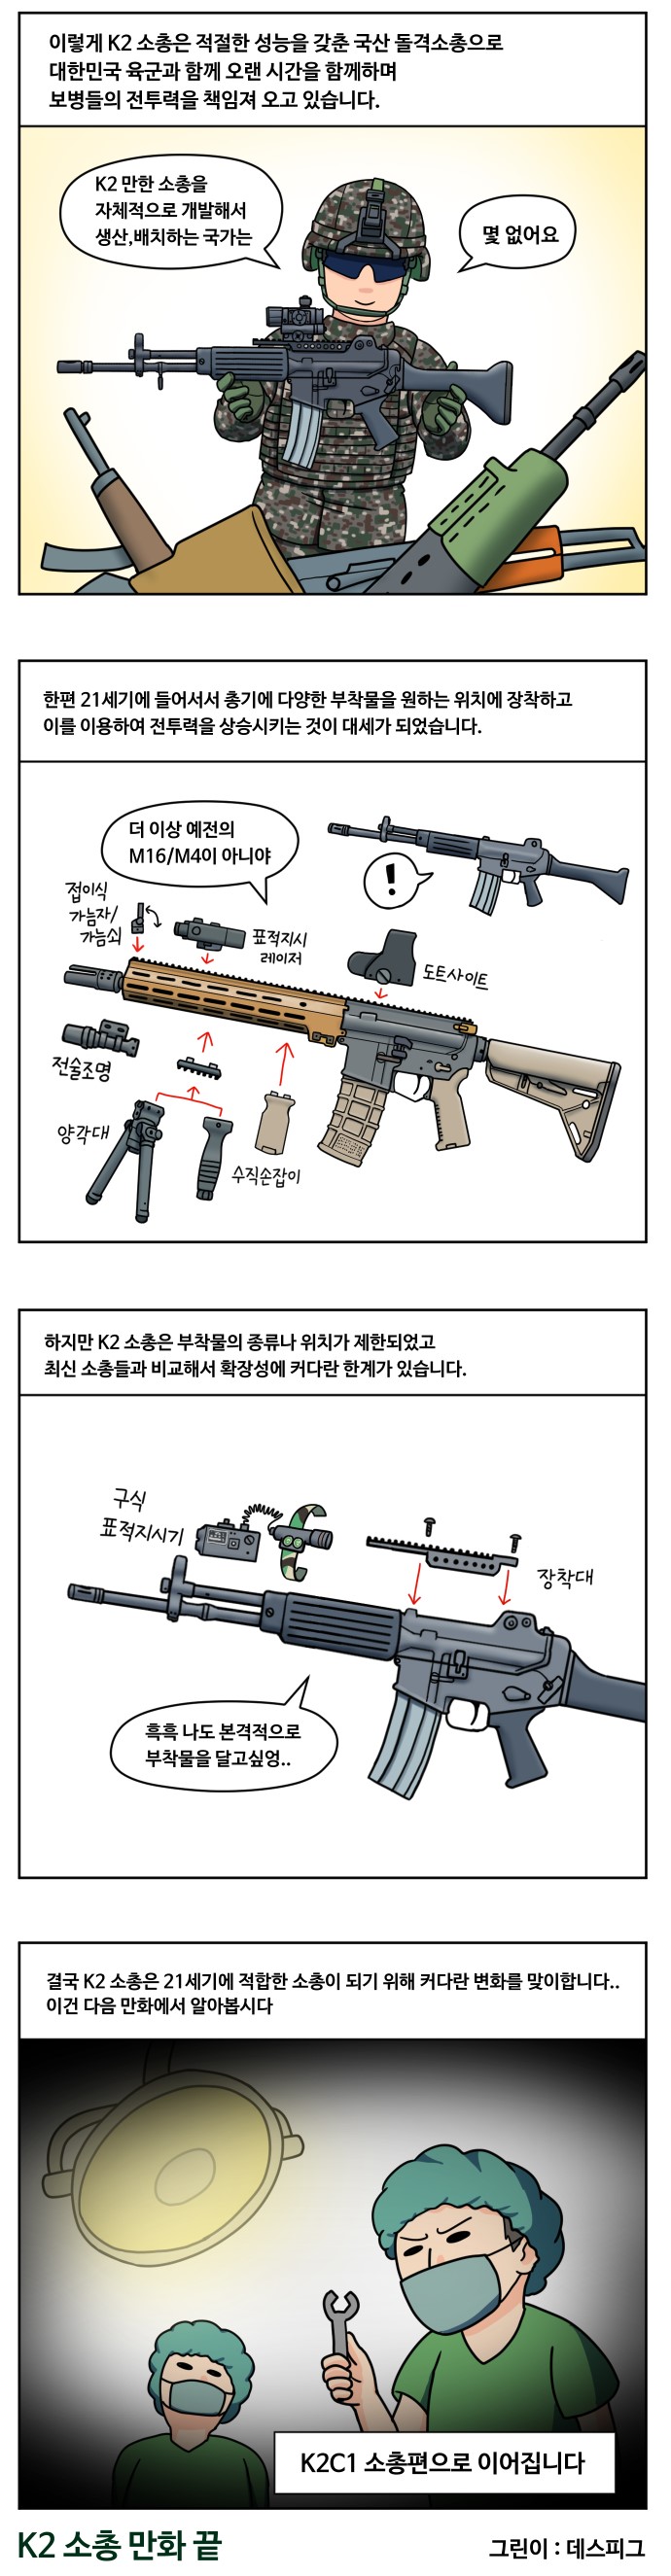 이렇게 K2 소총은 적절한 성능을 갖춘 국산 돌격소총으로
대한민국 육군과 함께 오랜 시간을 함께하며
보병들의 전투력을 책임져 오고 있습니다.
K2 만한 소총을
자체적으로 개발해서
생산,배치하는 국가는
몇 없어요
한편 21세기에 들어서서 총기에 다양한 부착물을 원하는 위치에 장착하고
이를 이용하여 전투력을 상승시키는 것이 대세가 되었습니다.
더 이상 예전의
M16/M4이 아니야
!
접이식
가늠자/
가늠쇠
표적지시
레이저
도트사이트
전술조명
양각대
수직손잡이
하지만 K2 소총은 부착물의 종류나 위치가 제한되었고
최신 소총들과 비교해서 확장성에 커다란 한계가 있습니다.
구식
표적지시기
장착대
흑흑 나도 본격적으로
부착물을 달고싶엉..
결국 K2 소총은 21세기에 적합한 소총이 되기 위해 커다란 변화를 맞이합니다..
이건 다음 만화에서 알아봅시다
K2C1 소총편으로 이어집니다
K2 소총 만화 끝
그린이 : 데스피그